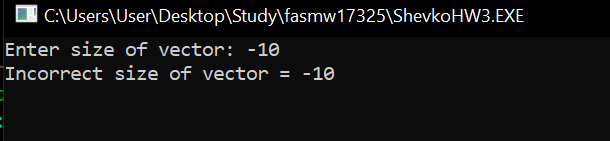 C:\Users\User\Desktop\Study\fasmw17325\ShevkoHW3.EXE
Enter size of vector: -10
Incorrect size of vector = -10